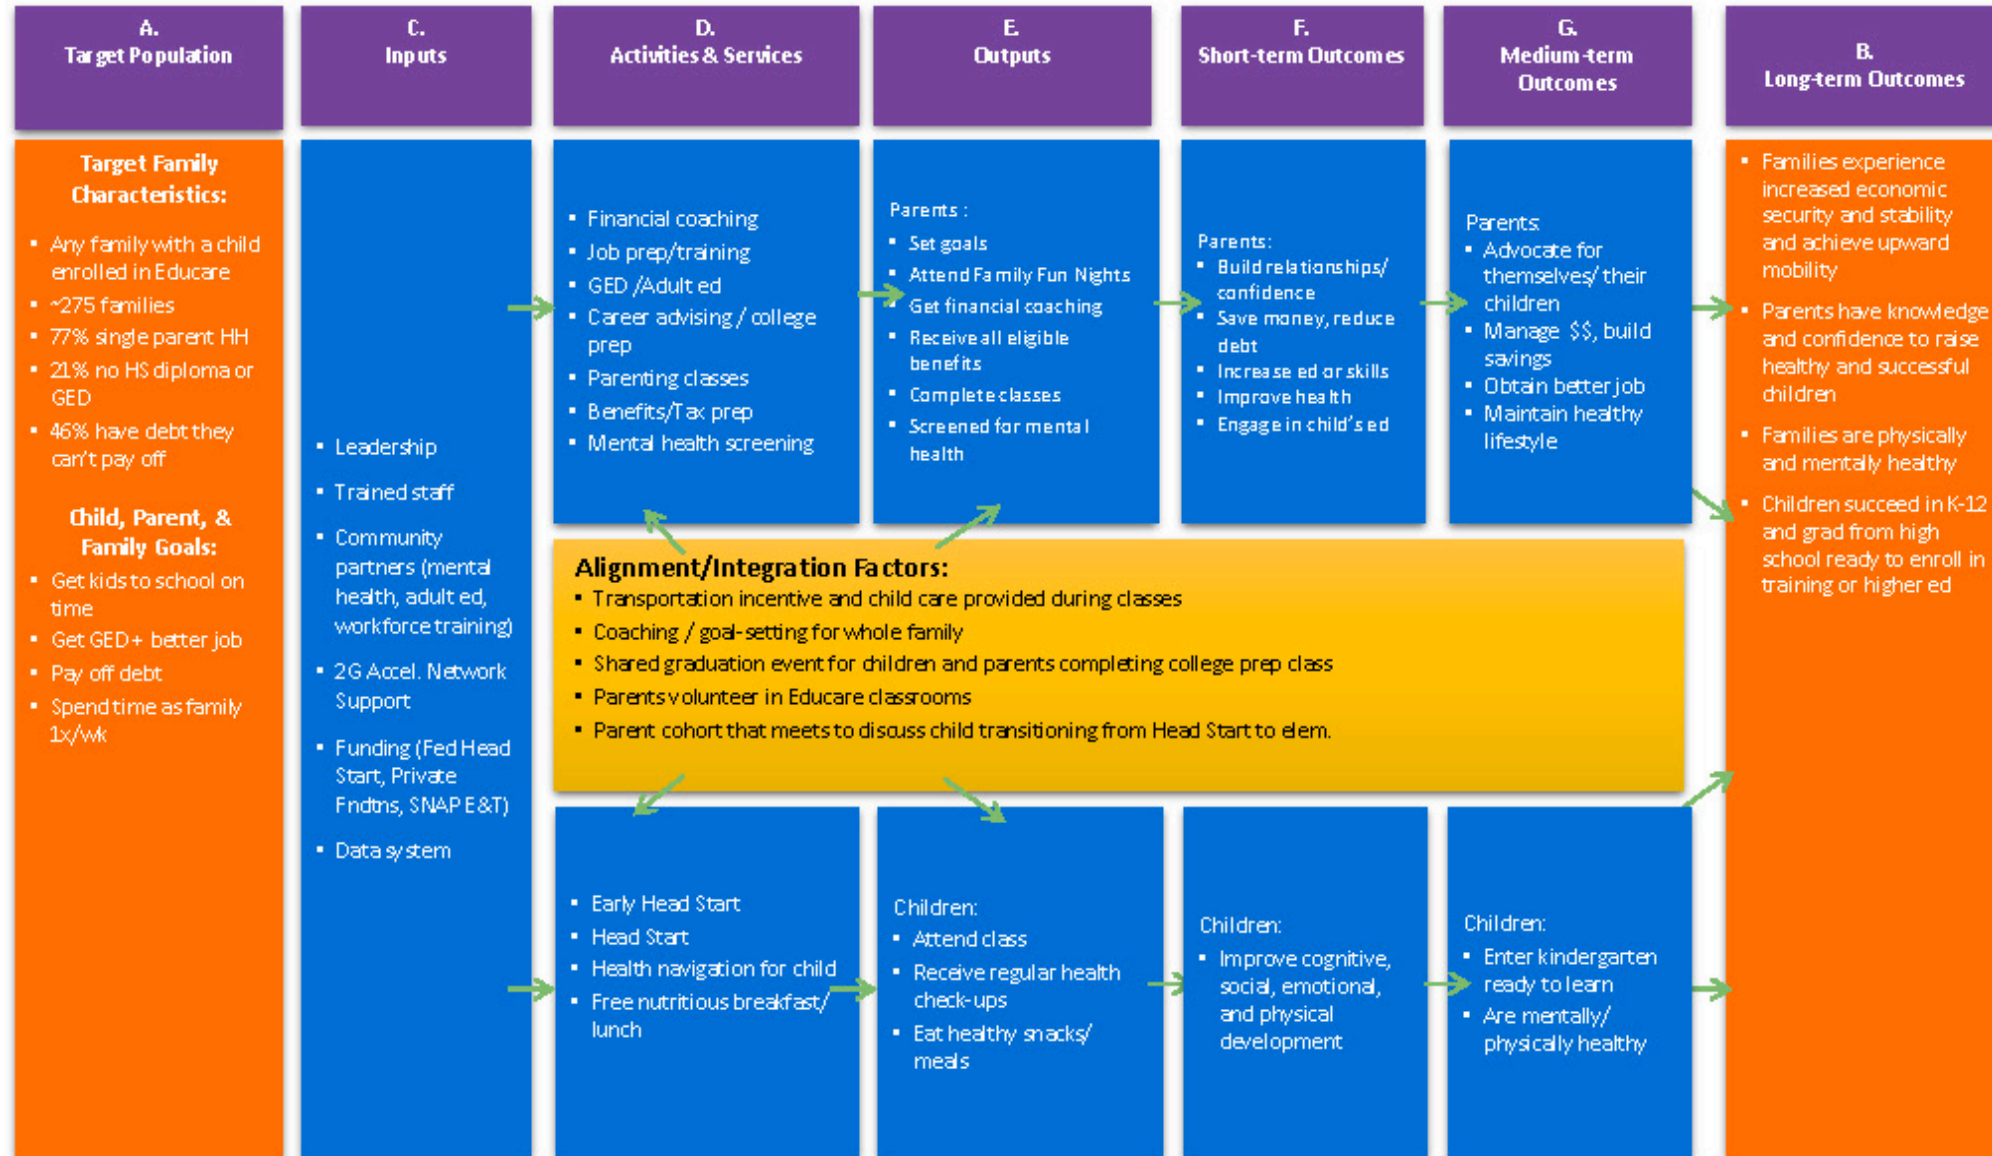 A.
Target Population
C.
Inputs
D.
Activities & Services
E.
Outputs
F.
Short-term Outcomes
G.
Medium-term
Outcomes
B.
Long-term Outcomes
Target Family
Characteristics:
▪ Any family with a child
enrolled in Educare
▪ ~275 families
▪ 77% single parent HH
▪ 21% no HS diploma or
GED
▪ 46% have debt they
can't pay off
Child, Parent, &
Family Goals:
▪ Get kids to school on
time
▪ Get GED+ better job
▪ Pay off debt
▪ Spend time as family
1x/wk
▪ Leadership
▪ Trained staff
▪ Community
partners (mental
health, adult ed,
workforce training)
▪ 2G Accel. Network
Support
▪ Funding (Fed Head
Start, Private
Fndtns, SNAP E&T)
▪ Data system
▪ Financial coaching
▪ Job prep/training
▪ GED /Adult ed
▪ Career advising / college
prep
▪ Parenting classes
▪ Benefits/Tax prep
▪ Mental health screening
Parents :
▪ Set goals
▪ Attend Family Fun Nights
▪ Get financial coaching
▪ Receive all eligible
benefits
▪ Complete classes
▪ Screened for mental
health
Parents:
▪ Build relationships/
confidence
▪ Save money, reduce
debt
▪ Increase ed or skills
▪ Improve health
▪ Engage in child's ed
Parents:
▪ Advocate for
themselves/ their
children
▪ Manage $$, build
savings
▪ Obtain better job
▪ Maintain healthy
lifestyle
▪ Families experience
increased economic
security and stability
and achieve upward
mobility
▪ Parents have knowledge
and confidence to raise
healthy and successful
children
▪ Families are physically
and mentally healthy
▪ Children succeed in K-12
and grad from high
school ready to enroll in
training or higher ed
Alignment/Integration Factors:
▪ Transportation incentive and child care provided during classes
▪ Coaching / goal-setting for whole family
▪ Shared graduation event for children and parents completing college prep class
▪ Parents volunteer in Educare classrooms
▪ Parent cohort that meets to discuss child transitioning from Head Start to elem.
▪ Early Head Start
▪ Head Start
▪ Health navigation for child
▪ Free nutritious breakfast/
lunch
Children:
▪ Attend class
▪ Receive regular health
check-ups
▪ Eat healthy snacks/
meals
Children:
▪ Improve cognitive,
social, emotional,
and physical
development
Children:
▪ Enter kindergarten
ready to learn
▪ Are mentally/
physically healthy